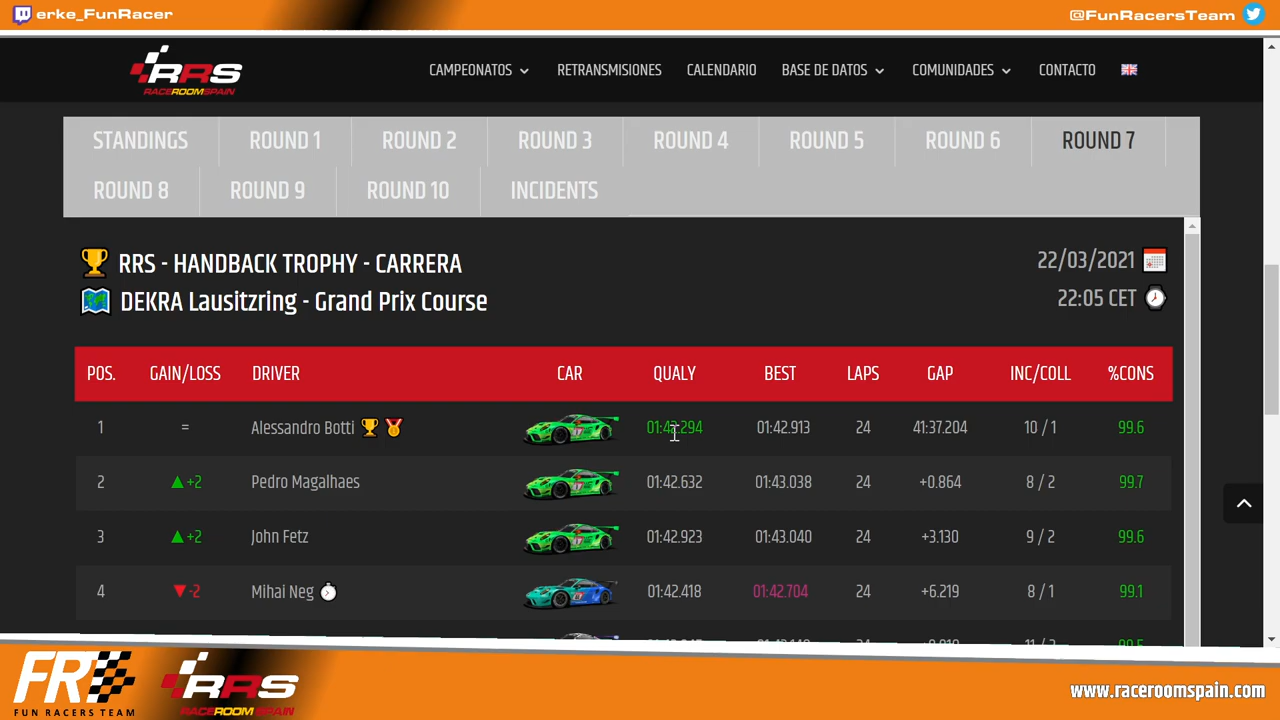 erke_FunRacer
@FunRacersTeam
RRS
RACEROOMSPAIN
CAMPEONATOS RETRANSMISIONES CALENDARIO BASE DE DATOS COMUNIDADES CONTACTO
STANDINGS ROUND 1 ROUND 2 ROUND 3 ROUND 4 ROUND 5 ROUND 6 ROUND 7
ROUND 8 ROUND 9 ROUND 10 INCIDENTS
RRS - HANDBACK TROPHY - CARRERA 22/03/2021
DEKRA Lausitzring - Grand Prix Course 22:05 CET
POS. GAIN/LOSS DRIVER CAR QUALY BEST LAPS GAP INC/COLL %CONS
1 = Alessandro Botti 01:42.294 01:42.913 24 41:37.204 10 / 1 99.6
2 ▲+2 Pedro Magalhaes 01:42.632 01:43.038 24 +0.864 8 / 2 99.7
3 ▲+2 John Fetz 01:42.923 01:43.040 24 +3.130 9 / 2 99.6
4 ▼-2 Mihai Neg 01:42.418 01:42.704 24 +6.219 8 / 1 99.1
FR
FUN RACERS TEAM
RRS
RACEROOMSPAIN
www.raceroomspain.com